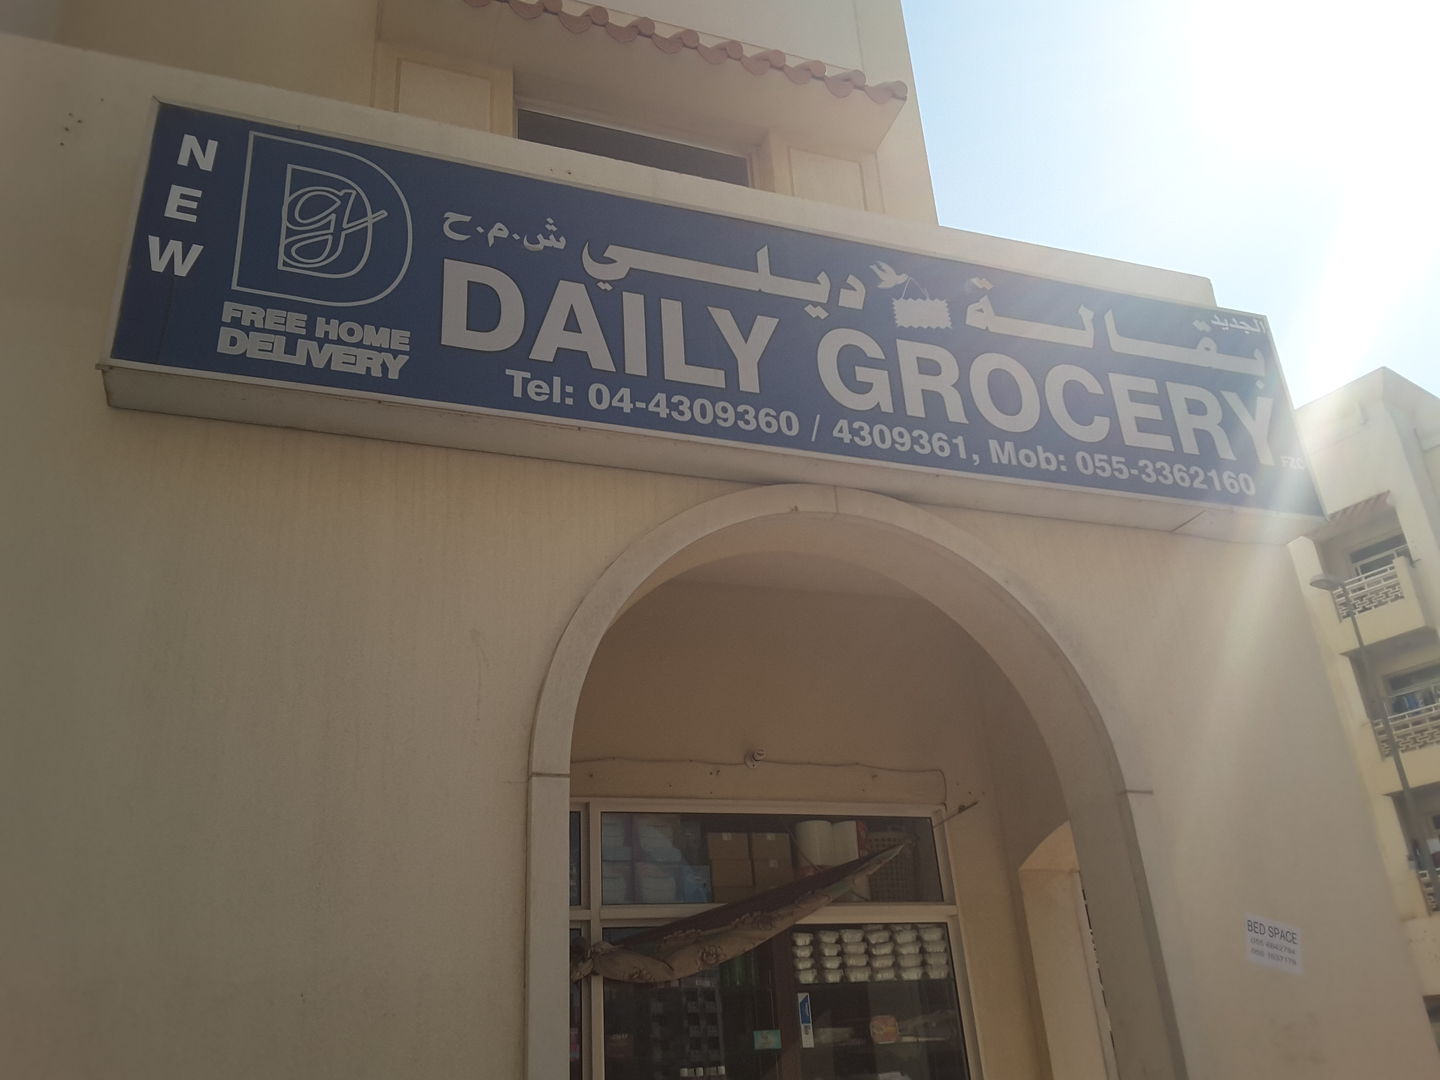 NEW
Dg
FREE HOME
DELIVERY
بقالة ديلي ش.م.ح
الجديد
DAILY GROCERY
FZC
Tel: 04-4309360 / 4309361, Mob: 055-3362160
BED SPACE